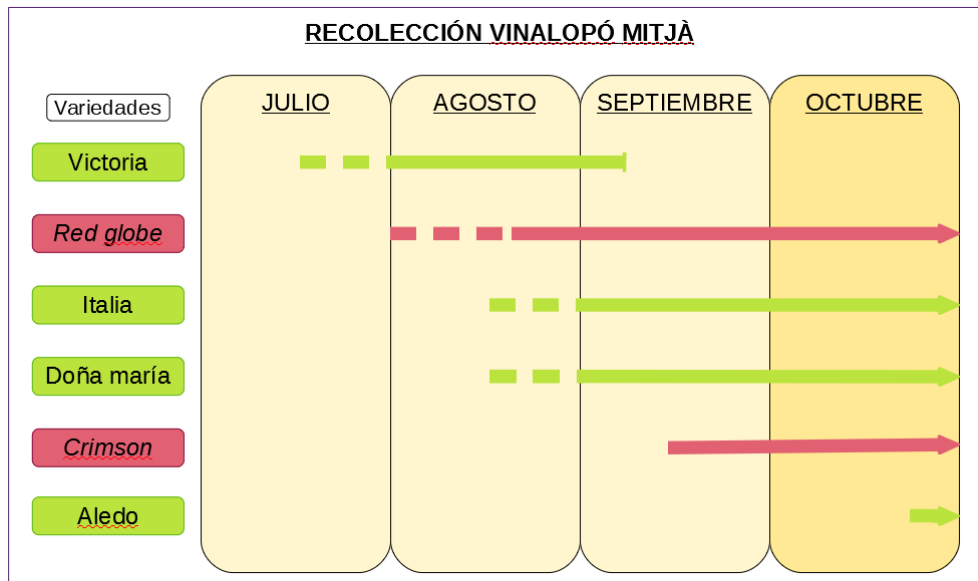 RECOLECCIÓN VINALOPÓ MITJÀ
Variedades
JULIO
AGOSTO
SEPTIEMBRE
OCTUBRE
Victoria
Red globe
Italia
Doña maría
Crimson
Aledo